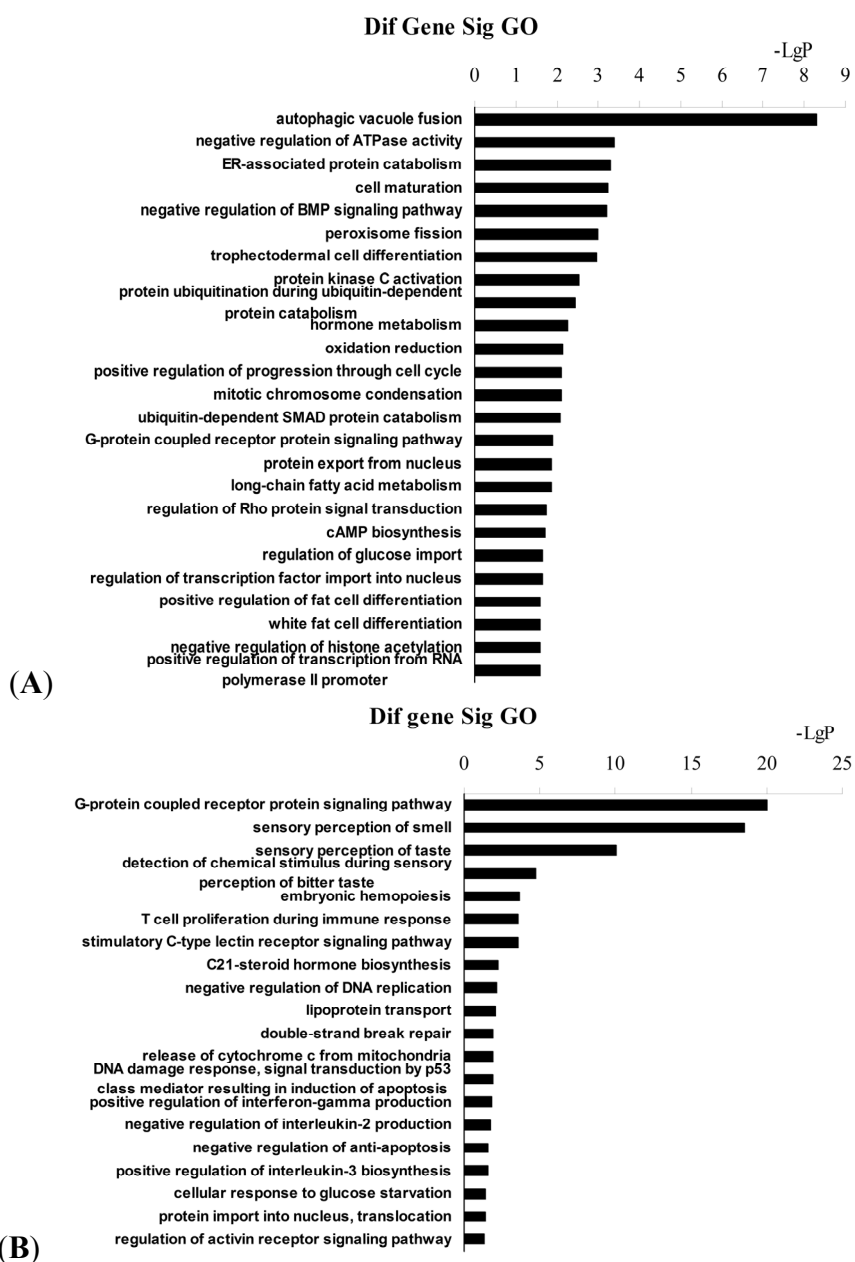 Dif Gene Sig GO
-LgP
0 1 2 3 4 5 6 7 8 9
autophagic vacuole fusion
negative regulation of ATPase activity
ER-associated protein catabolism
cell maturation
negative regulation of BMP signaling pathway
peroxisome fission
trophectodermal cell differentiation
protein kinase C activation
protein ubiquitination during ubiquitin-dependent
protein catabolism
hormone metabolism
oxidation reduction
positive regulation of progression through cell cycle
mitotic chromosome condensation
ubiquitin-dependent SMAD protein catabolism
G-protein coupled receptor protein signaling pathway
protein export from nucleus
long-chain fatty acid metabolism
regulation of Rho protein signal transduction
cAMP biosynthesis
regulation of glucose import
regulation of transcription factor import into nucleus
positive regulation of fat cell differentiation
white fat cell differentiation
negative regulation of histone acetylation
positive regulation of transcription from RNA
polymerase II promoter
(A)
Dif gene Sig GO
-LgP
0 5 10 15 20 25
G-protein coupled receptor protein signaling pathway
sensory perception of smell
sensory perception of taste
detection of chemical stimulus during sensory
perception of bitter taste
embryonic hemopoiesis
T cell proliferation during immune response
stimulatory C-type lectin receptor signaling pathway
C21-steroid hormone biosynthesis
negative regulation of DNA replication
lipoprotein transport
double-strand break repair
release of cytochrome c from mitochondria
DNA damage response, signal transduction by p53
class mediator resulting in induction of apoptosis
positive regulation of interferon-gamma production
negative regulation of interleukin-2 production
negative regulation of anti-apoptosis
positive regulation of interleukin-3 biosynthesis
cellular response to glucose starvation
protein import into nucleus, translocation
regulation of activin receptor signaling pathway
(B)